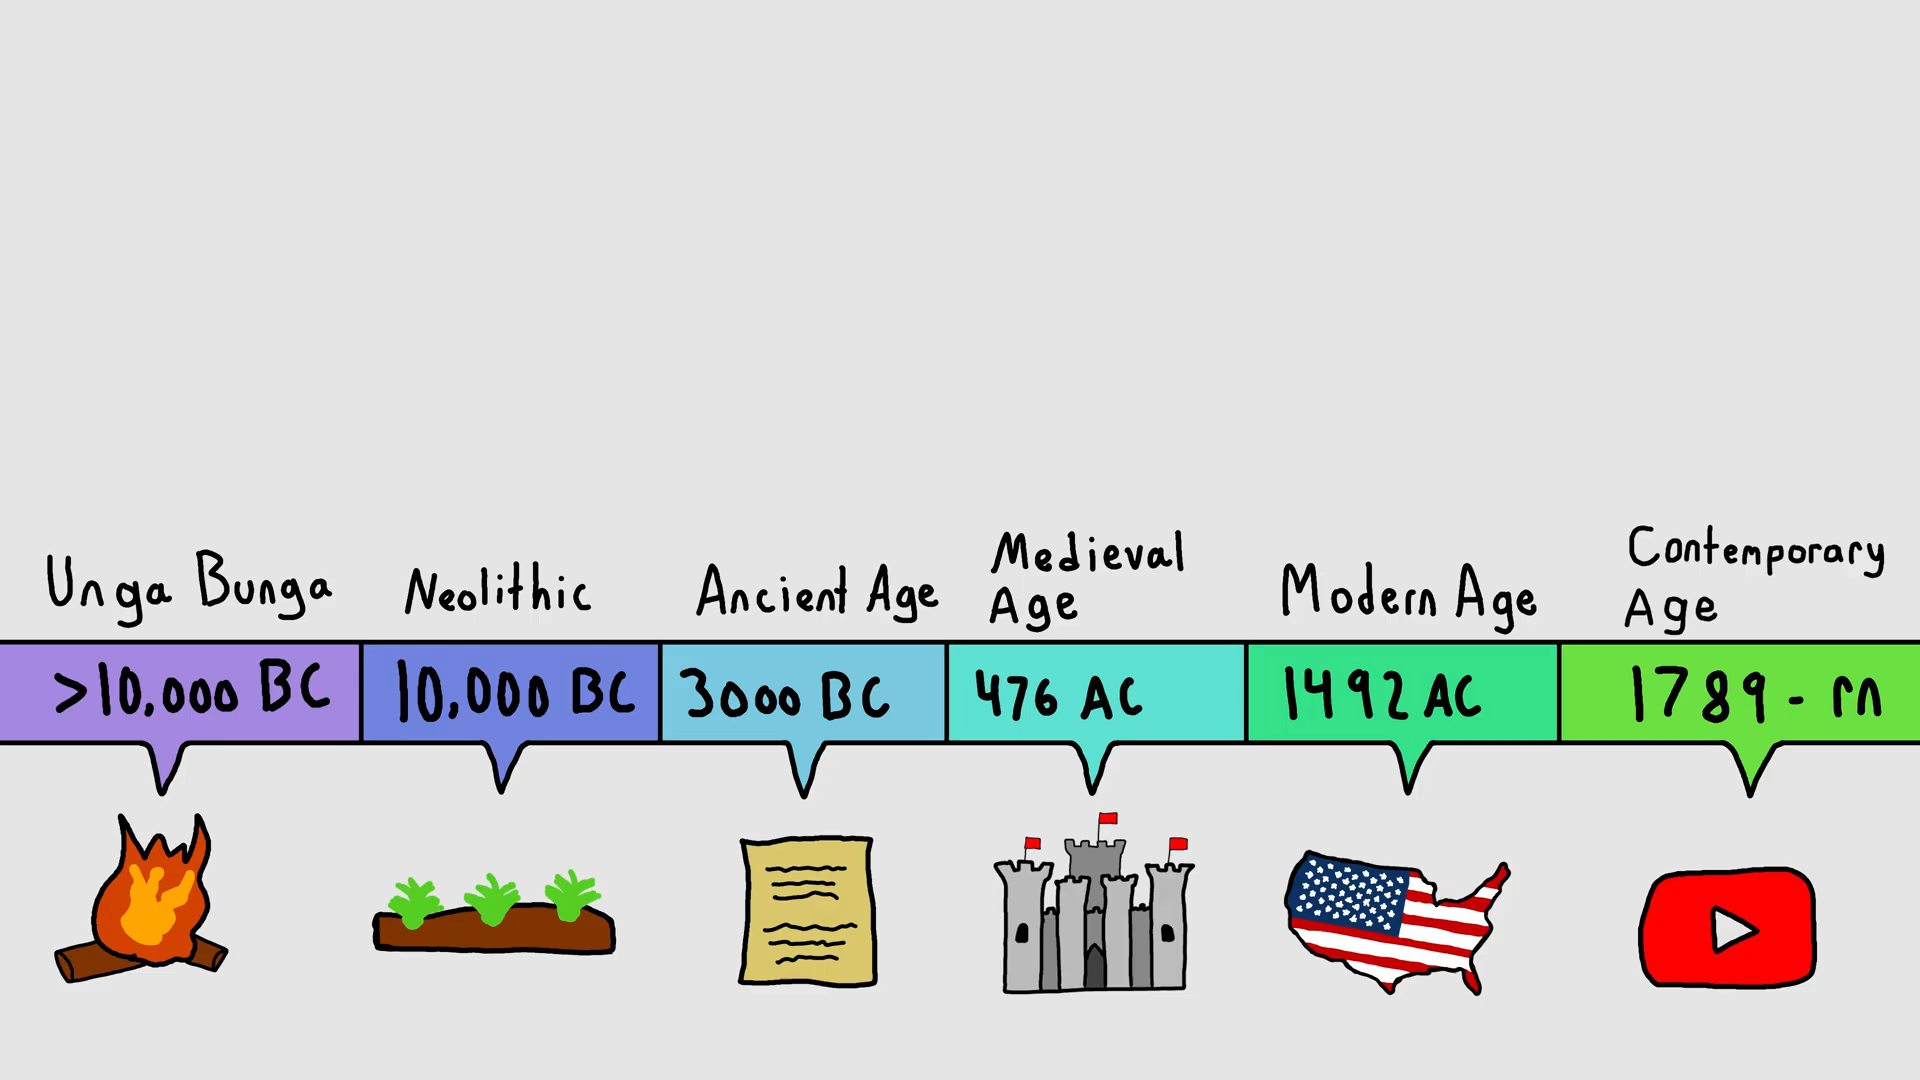 Unga Bunga
Neolithic
Ancient Age
Medieval
Age
Modern Age
Contemporary
Age
>10,000 BC
10,000 BC
3000 BC
476 AC
1492 AC
1789 - rn